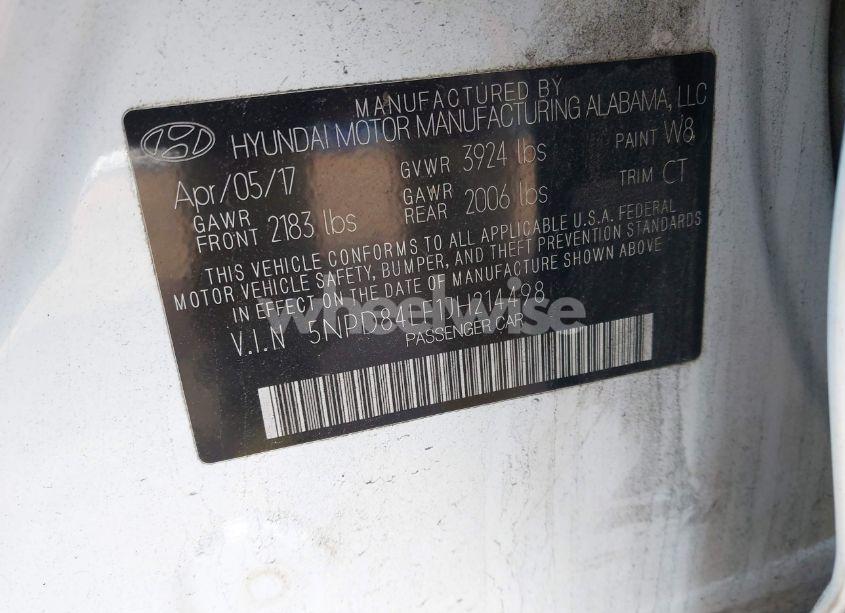 MANUFACTURED BY
HYUNDAI MOTOR MANUFACTURING ALABAMA, LLC
Apr/05/17 GVWR 3924 lbs PAINT W8
GAWR FRONT 2183 lbs GAWR REAR 2006 lbs TRIM CT
THIS VEHICLE CONFORMS TO ALL APPLICABLE U.S.A. FEDERAL
MOTOR VEHICLE SAFETY, BUMPER, AND THEFT PREVENTION STANDARDS
IN EFFECT ON THE DATE OF MANUFACTURE SHOWN ABOVE
V.I.N
PASSENGER CAR
wheelwise